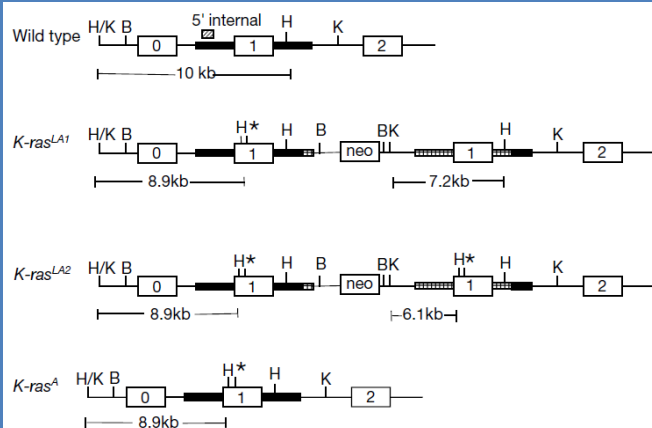 5' internal
Wild type H/K B H K
0 1 2
10 kb
K-ras^LA1 H/K B H* H B BK H K
0 1 neo 1 2
8.9kb 7.2kb
K-ras^LA2 H/K B H* H B BK H* H K
0 1 neo 1 2
8.9kb 6.1kb
K-ras^A H/K B H* H K
0 1 2
8.9kb